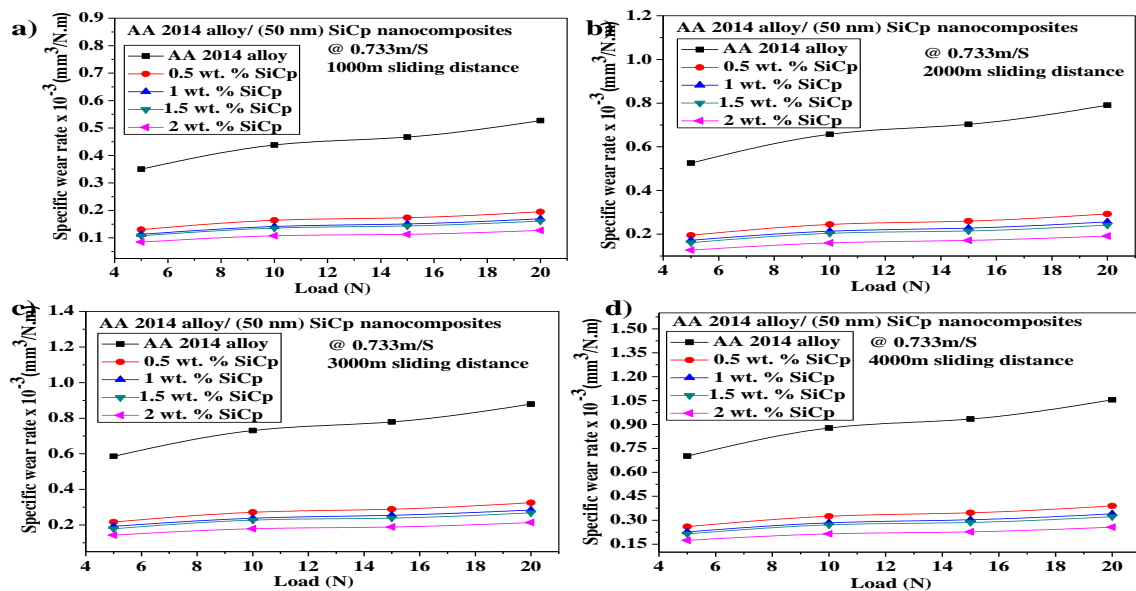 a)
AA 2014 alloy/ (50 nm) SiCp nanocomposites
@ 0.733m/S
1000m sliding distance
AA 2014 alloy
0.5 wt. % SiCp
1 wt. % SiCp
1.5 wt. % SiCp
2 wt. % SiCp
Specific wear rate x 10⁻³(mm³/N.m)
0.9
0.8
0.7
0.6
0.5
0.4
0.3
0.2
0.1
4 6 8 10 12 14 16 18 20
Load (N)
b)
AA 2014 alloy/ (50 nm) SiCp nanocomposites
@ 0.733m/S
2000m sliding distance
AA 2014 alloy
0.5 wt. % SiCp
1 wt. % SiCp
1.5 wt. % SiCp
2 wt. % SiCp
Specific wear rate x 10⁻³(mm³/N.m)
1.2
1.0
0.8
0.6
0.4
0.2
4 6 8 10 12 14 16 18 20
Load (N)
c)
AA 2014 alloy/ (50 nm) SiCp nanocomposites
@ 0.733m/S
3000m sliding distance
AA 2014 alloy
0.5 wt. % SiCp
1 wt. % SiCp
1.5 wt. % SiCp
2 wt. % SiCp
Specific wear rate x 10⁻³(mm³/N.m)
1.4
1.2
1.0
0.8
0.6
0.4
0.2
4 6 8 10 12 14 16 18 20
Load (N)
d)
AA 2014 alloy/ (50 nm) SiCp nanocomposites
@ 0.733m/S
4000m sliding distance
AA 2014 alloy
0.5 wt. % SiCp
1 wt. % SiCp
1.5 wt. % SiCp
2 wt. % SiCp
Specific wear rate x 10⁻³(mm³/N.m)
1.50
1.35
1.20
1.05
0.90
0.75
0.60
0.45
0.30
0.15
4 6 8 10 12 14 16 18 20
Load (N)